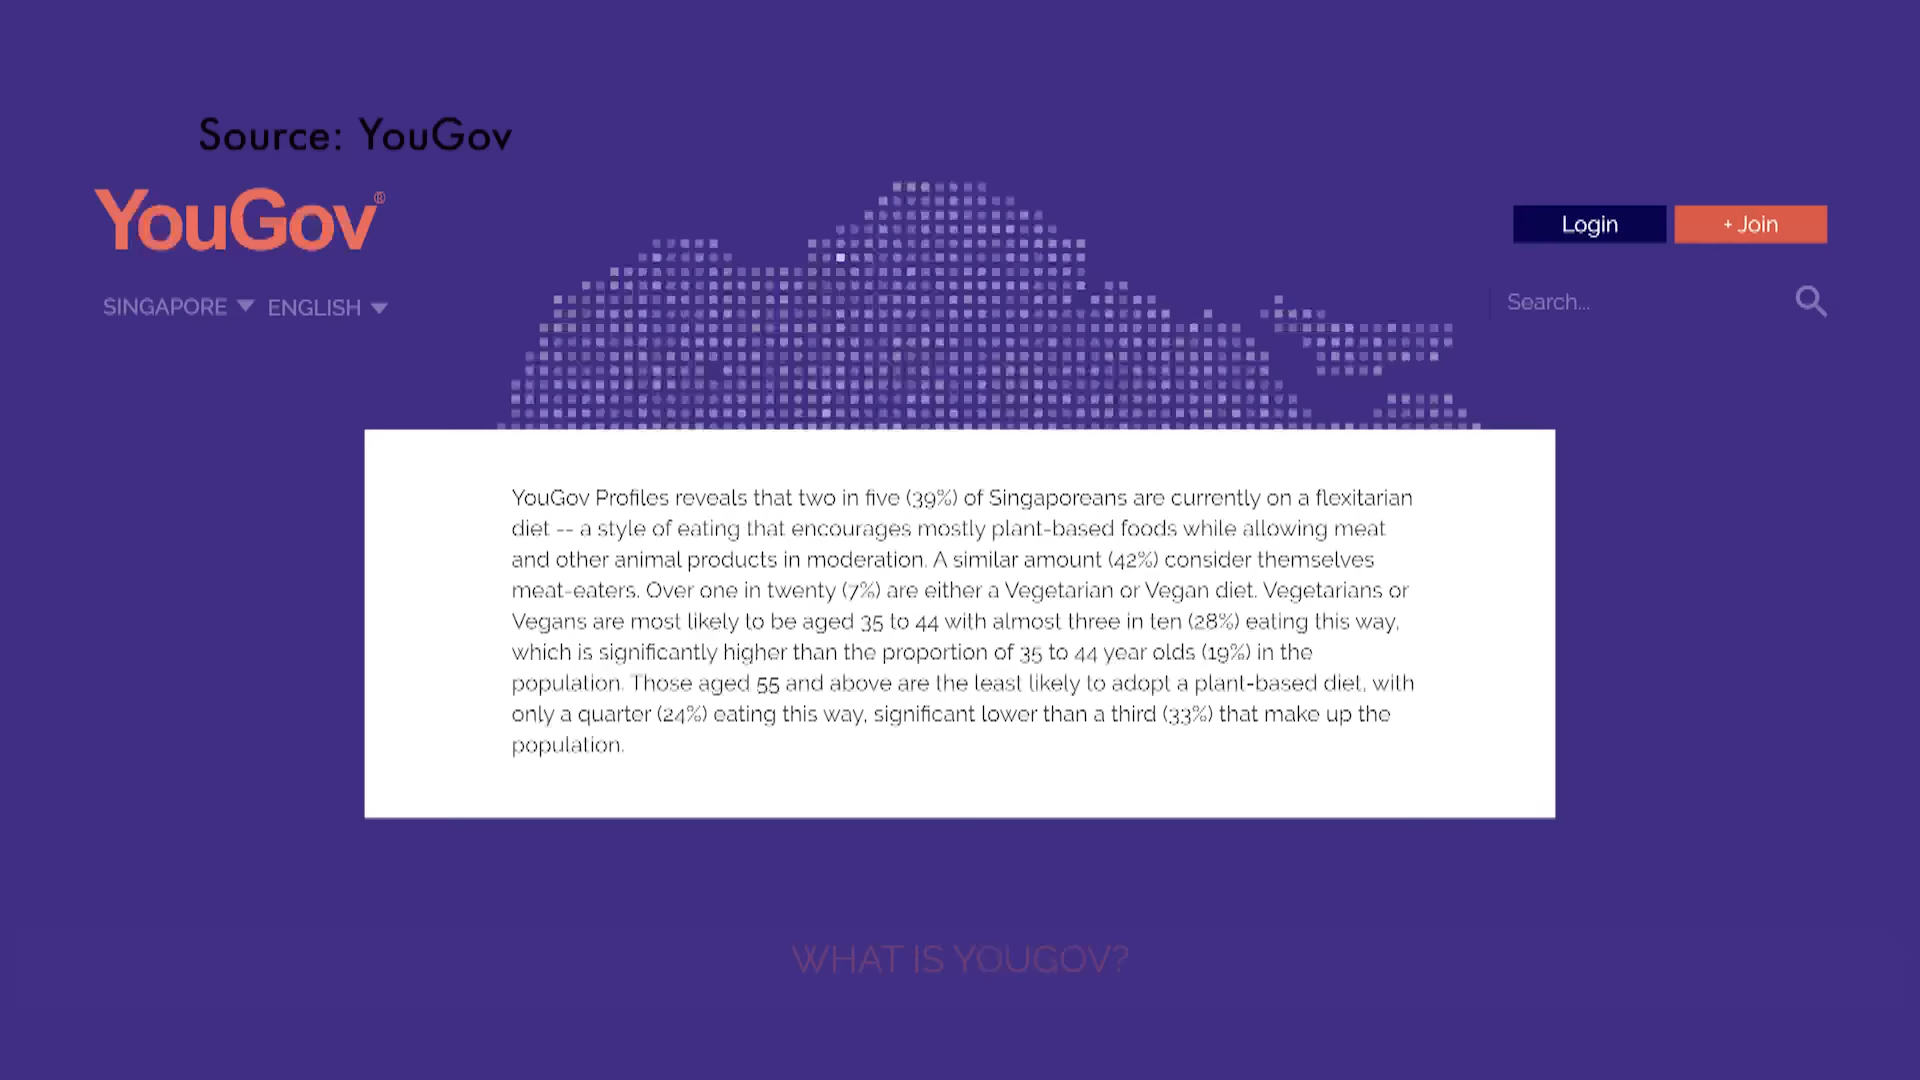 Source: YouGov
YouGov®
Login
+ Join
SINGAPORE
ENGLISH
Search...
YouGov Profiles reveals that two in five (39%) of Singaporeans are currently on a flexitarian
diet -- a style of eating that encourages mostly plant-based foods while allowing meat
and other animal products in moderation. A similar amount (42%) consider themselves
meat-eaters. Over one in twenty (7%) are either a Vegetarian or Vegan diet. Vegetarians or
Vegans are most likely to be aged 35 to 44 with almost three in ten (28%) eating this way,
which is significantly higher than the proportion of 35 to 44 year olds (19%) in the
population. Those aged 55 and above are the least likely to adopt a plant-based diet, with
only a quarter (24%) eating this way, significant lower than a third (33%) that make up the
population.
WHAT IS YOUGOV?